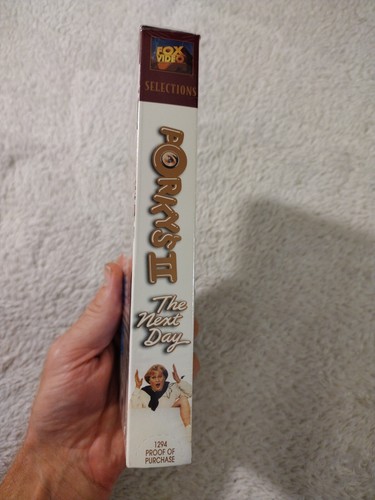 FOX
VIDEO
SELECTIONS
PORKY'S II
The
Next
Day
1294
PROOF OF
PURCHASE